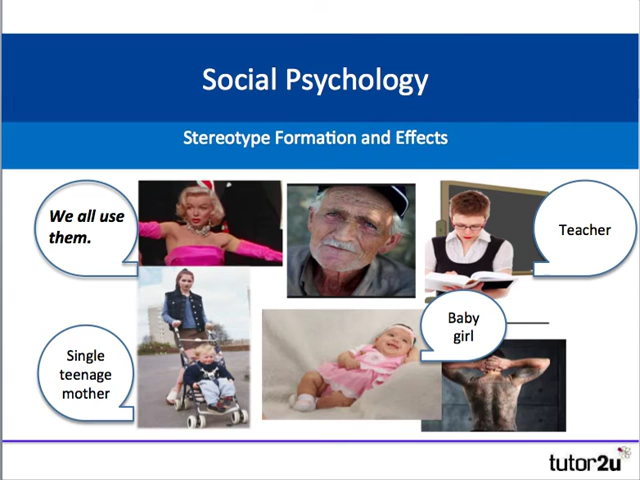 Social Psychology
Stereotype Formation and Effects
We all use
them.
Teacher
Baby
girl
Single
teenage
mother
tutor2u